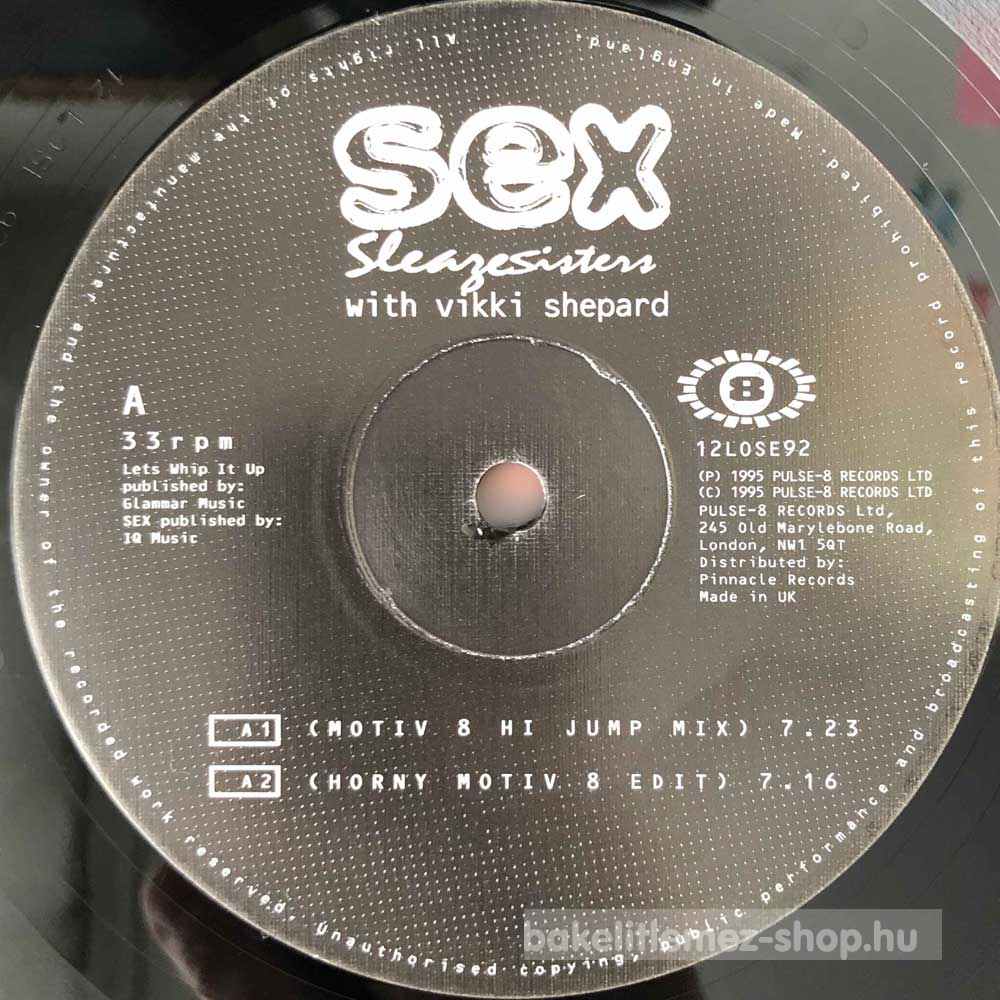 sex
Sleazesisters
with vikki shepard
A
33rpm
Lets Whip It Up
published by:
Glammar Music
SEX published by:
IQ Music
8
12LOSE92
(P) 1995 PULSE-8 RECORDS LTD
(C) 1995 PULSE-8 RECORDS LTD
PULSE-8 RECORDS Ltd,
245 Old Marylebone Road,
London, NW1 5QT
Distributed by:
Pinnacle Records
Made in UK
A1 (MOTIV 8 HI JUMP MIX) 7.23
A2 (HORNY MOTIV 8 EDIT) 7.16
All rights of the manufacturer and the owner of the recorded work reserved. Unauthorised copying, public performance and broadcasting of this record prohibited. Made in England.
bakelitlemez-shop.hu